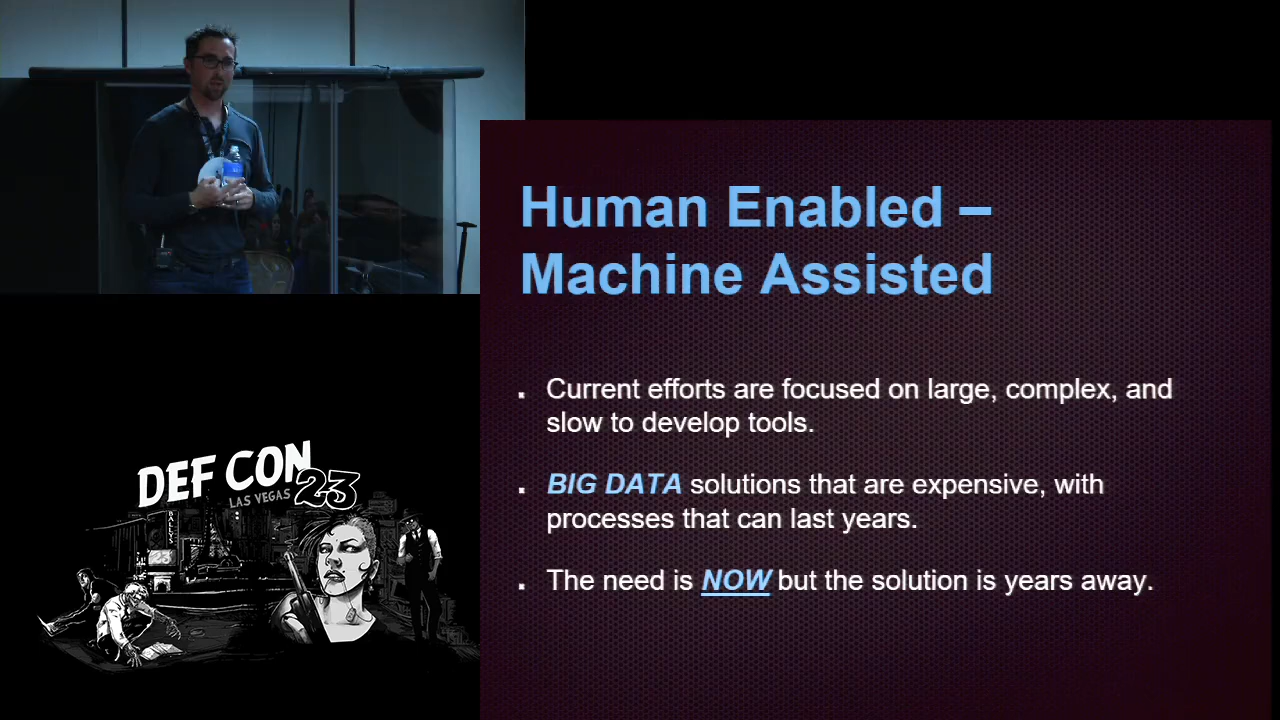 Human Enabled –
Machine Assisted
. Current efforts are focused on large, complex, and
slow to develop tools.
. BIG DATA solutions that are expensive, with
processes that can last years.
. The need is NOW but the solution is years away.
DEF CON
LAS VEGAS 23
BALLY'S